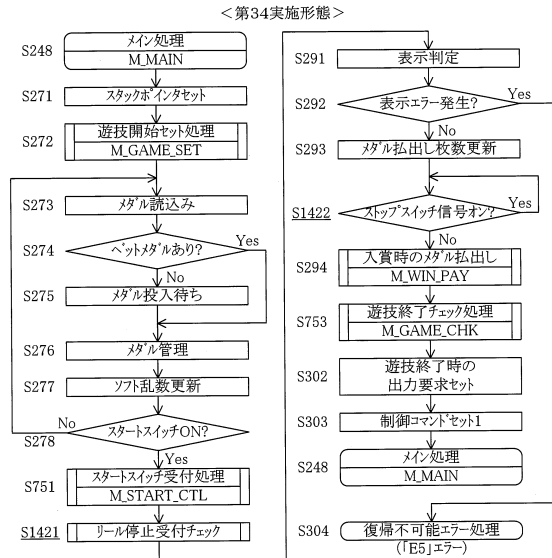 ＜第34実施形態＞
S248
メイン処理
M_MAIN
S271
スタックポインタセット
S272
遊技開始セット処理
M_GAME_SET
S273
メダル読込み
S274
ベットメダルあり?
Yes
No
S275
メダル投入待ち
S276
メダル管理
S277
ソフト乱数更新
No
S278
スタートスイッチON?
Yes
S751
スタートスイッチ受付処理
M_START_CTL
S1421
リール停止受付チェック
S291
表示判定
S292
表示エラー発生?
Yes
No
S293
メダル払出し枚数更新
S1422
ストップスイッチ信号オン?
Yes
No
S294
入賞時のメダル払出し
M_WIN_PAY
S753
遊技終了チェック処理
M_GAME_CHK
S302
遊技終了時の
出力要求セット
S303
制御コマンドセット1
S248
メイン処理
M_MAIN
S304
復帰不可能エラー処理
(「E5」エラー)